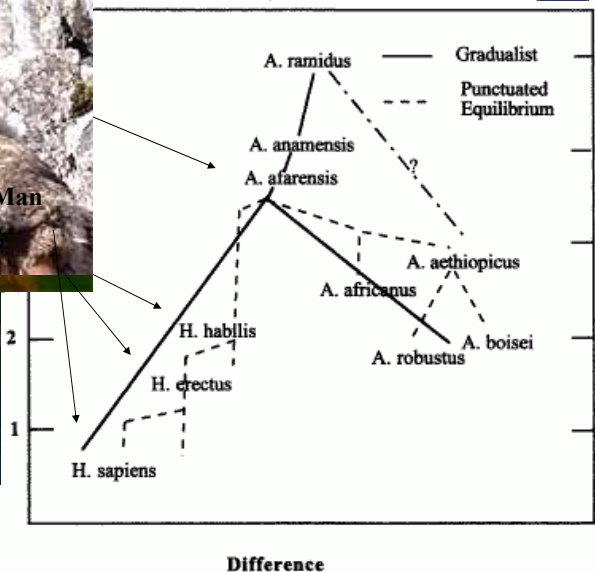 A. ramidus
Gradualist
Punctuated
Equilibrium
A. anamensis
?
A. afarensis
Man
A. aethiopicus
A. africanus
2
H. habilis
A. boisei
A. robustus
H. erectus
1
H. sapiens
Difference